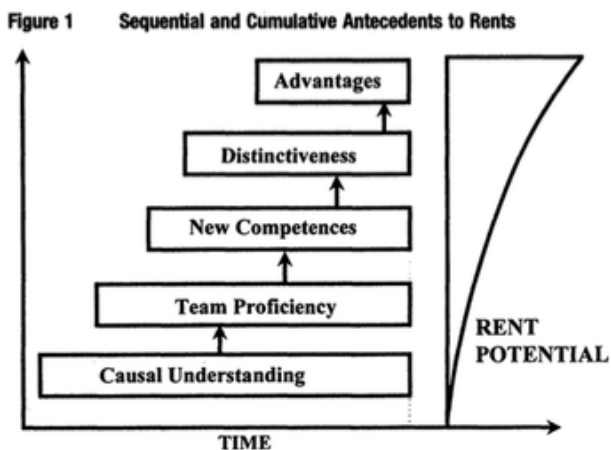 Figure 1 Sequential and Cumulative Antecedents to Rents
Advantages
Distinctiveness
New Competences
Team Proficiency
Causal Understanding
RENT
POTENTIAL
TIME